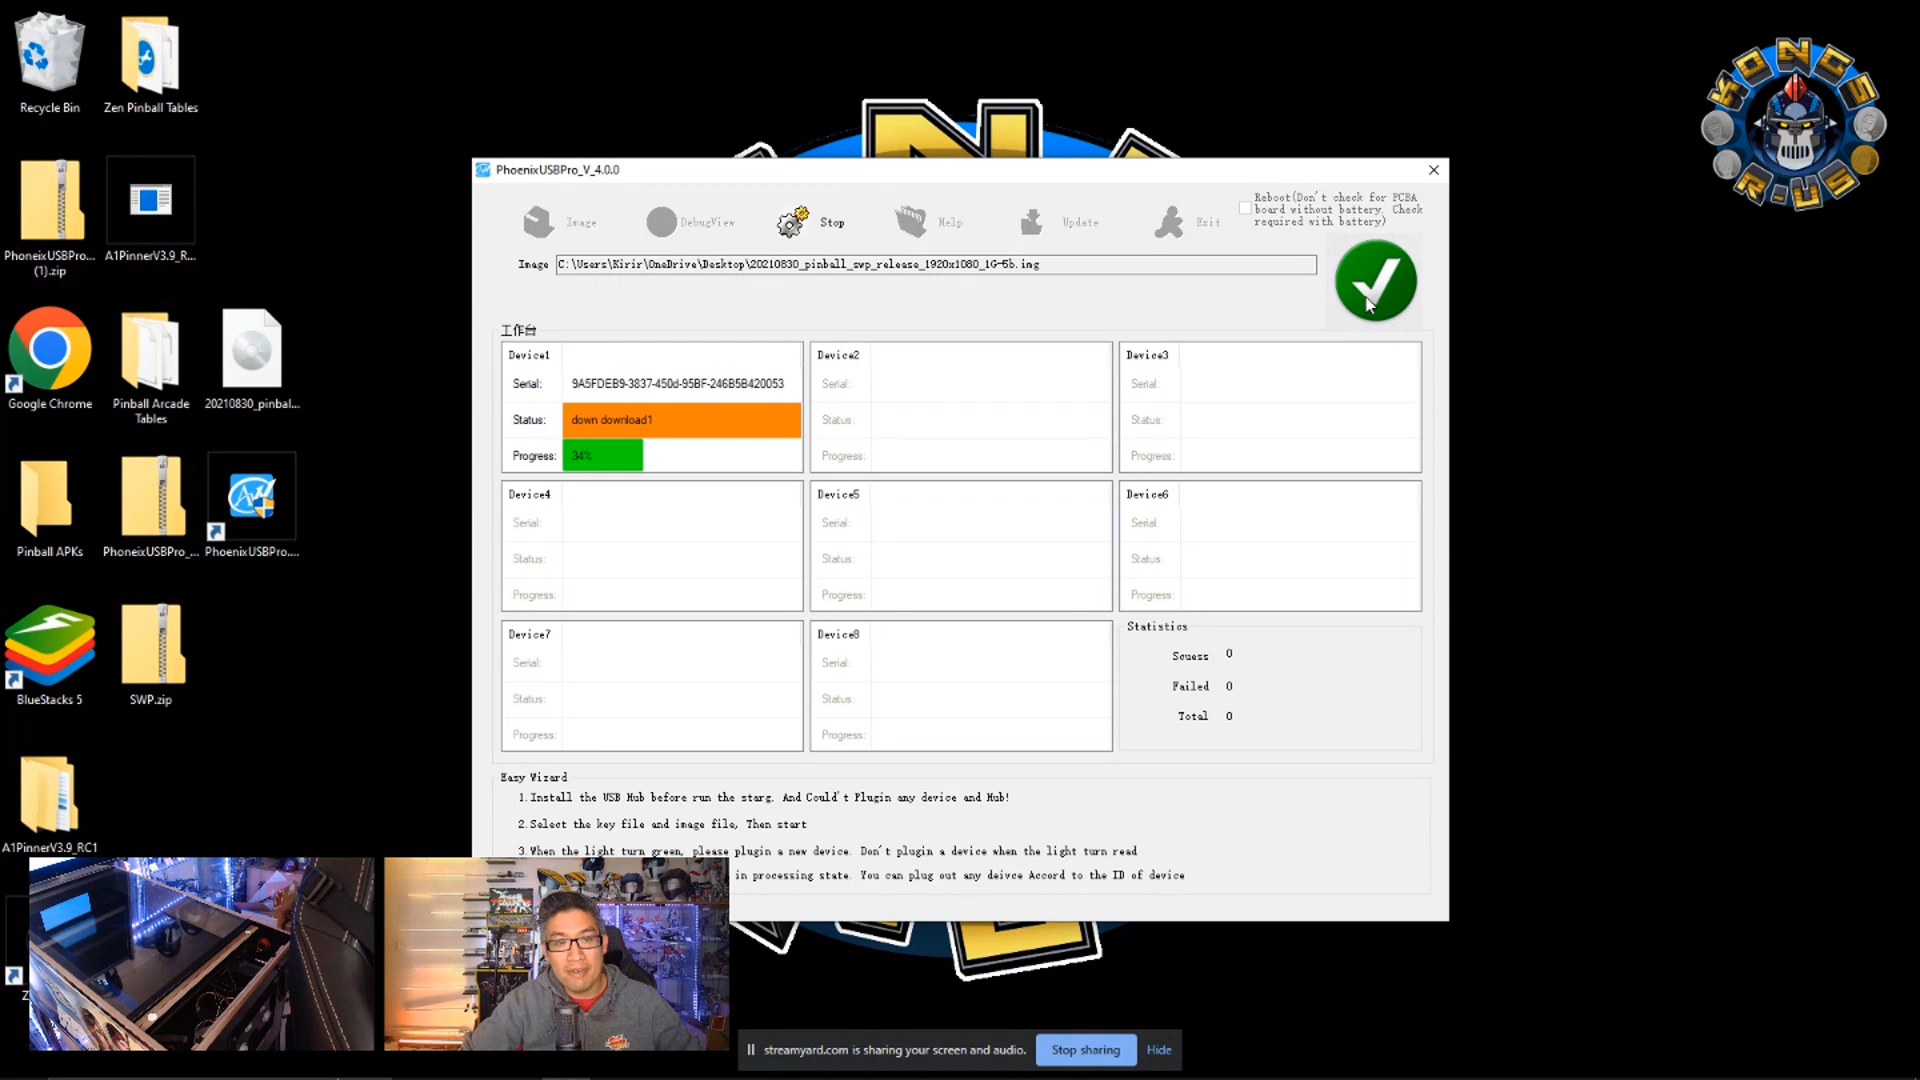 Recycle Bin
Zen Pinball Tables
PhoneixUSBPro...
(1).zip
A1PinnerV3.9_R...
Google Chrome
Pinball Arcade
Tables
20210830_pinbal...
Pinball APKs
PhoneixUSBPro_...
PhoenixUSBPro....
BlueStacks 5
SWP.zip
A1PinnerV3.9_RC1
PhoenixUSBPro_V_4.0.0
Image
DebugView
Stop
Help
Update
Exit
Reboot(Don't check for PCBA
board without battery. Check
required with battery)
Image C:\Users\Kirir\OneDrive\Desktop\20210830_pinball_swp_release_1920x1080_1G-5b.img
工作台
Device1
Serial: 9A5FDEB9-3837-450d-95BF-246B5B420053
Status: down download1
Progress: 34%
Device2
Serial:
Status:
Progress:
Device3
Serial:
Status:
Progress:
Device4
Serial:
Status:
Progress:
Device5
Serial:
Status:
Progress:
Device6
Serial:
Status:
Progress:
Device7
Serial:
Status:
Progress:
Device8
Serial:
Status:
Progress:
Statistics
Scuess 0
Failed 0
Total 0
Easy Wizard
1.Install the USB Hub before run the starg. And Could't Plugin any device and Hub!
2.Select the key file and image file, Then start
3.When the light turn green, please plugin a new device. Don't plugin a device when the light turn read
in processing state. You can plug out any deivce Accord to the ID of device
streamyard.com is sharing your screen and audio.
Stop sharing
Hide
KONGS
R-US